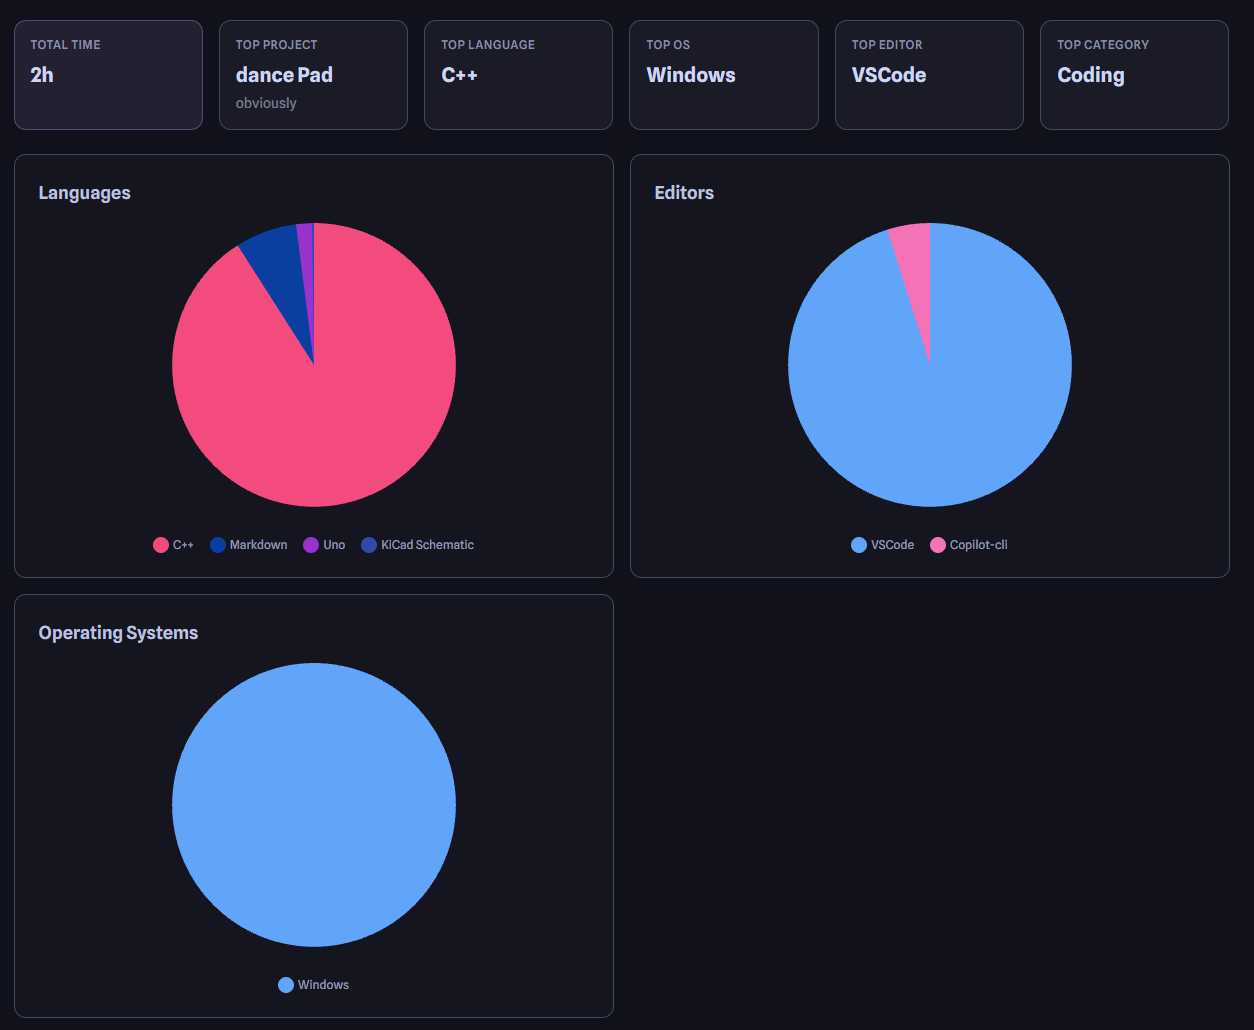 TOTAL TIME
2h
TOP PROJECT
dance Pad
obviously
TOP LANGUAGE
C++
TOP OS
Windows
TOP EDITOR
VSCode
TOP CATEGORY
Coding
Languages
C++ Markdown Uno KiCad Schematic
Editors
VSCode Copilot-cli
Operating Systems
Windows